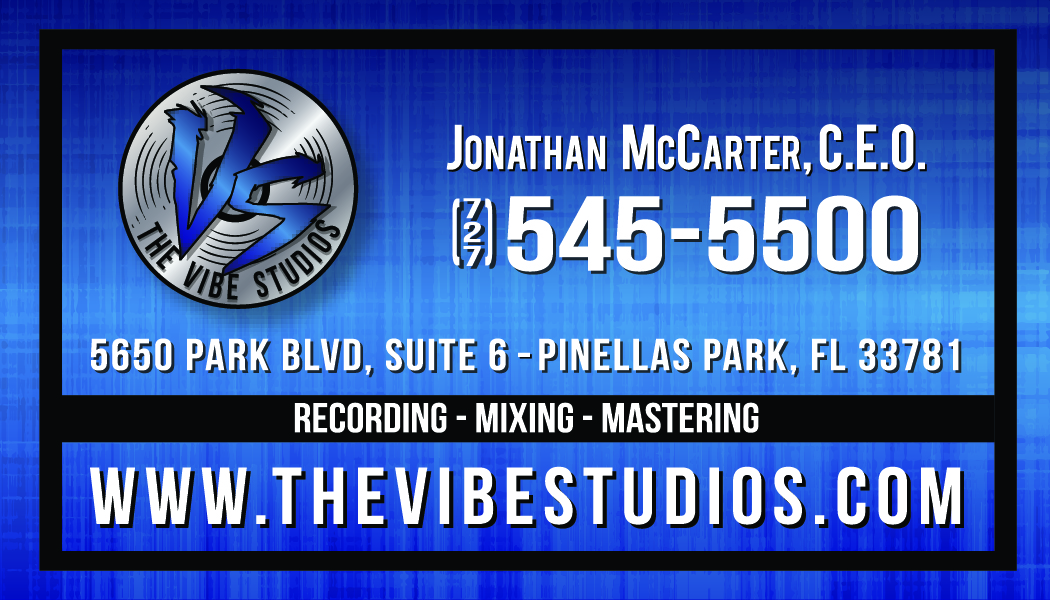 VS
THE VIBE STUDIOS
JONATHAN MCCARTER, C.E.O.
(727) 545-5500
5650 PARK BLVD, SUITE 6 - PINELLAS PARK, FL 33781
RECORDING - MIXING - MASTERING
WWW.THEVIBESTUDIOS.COM